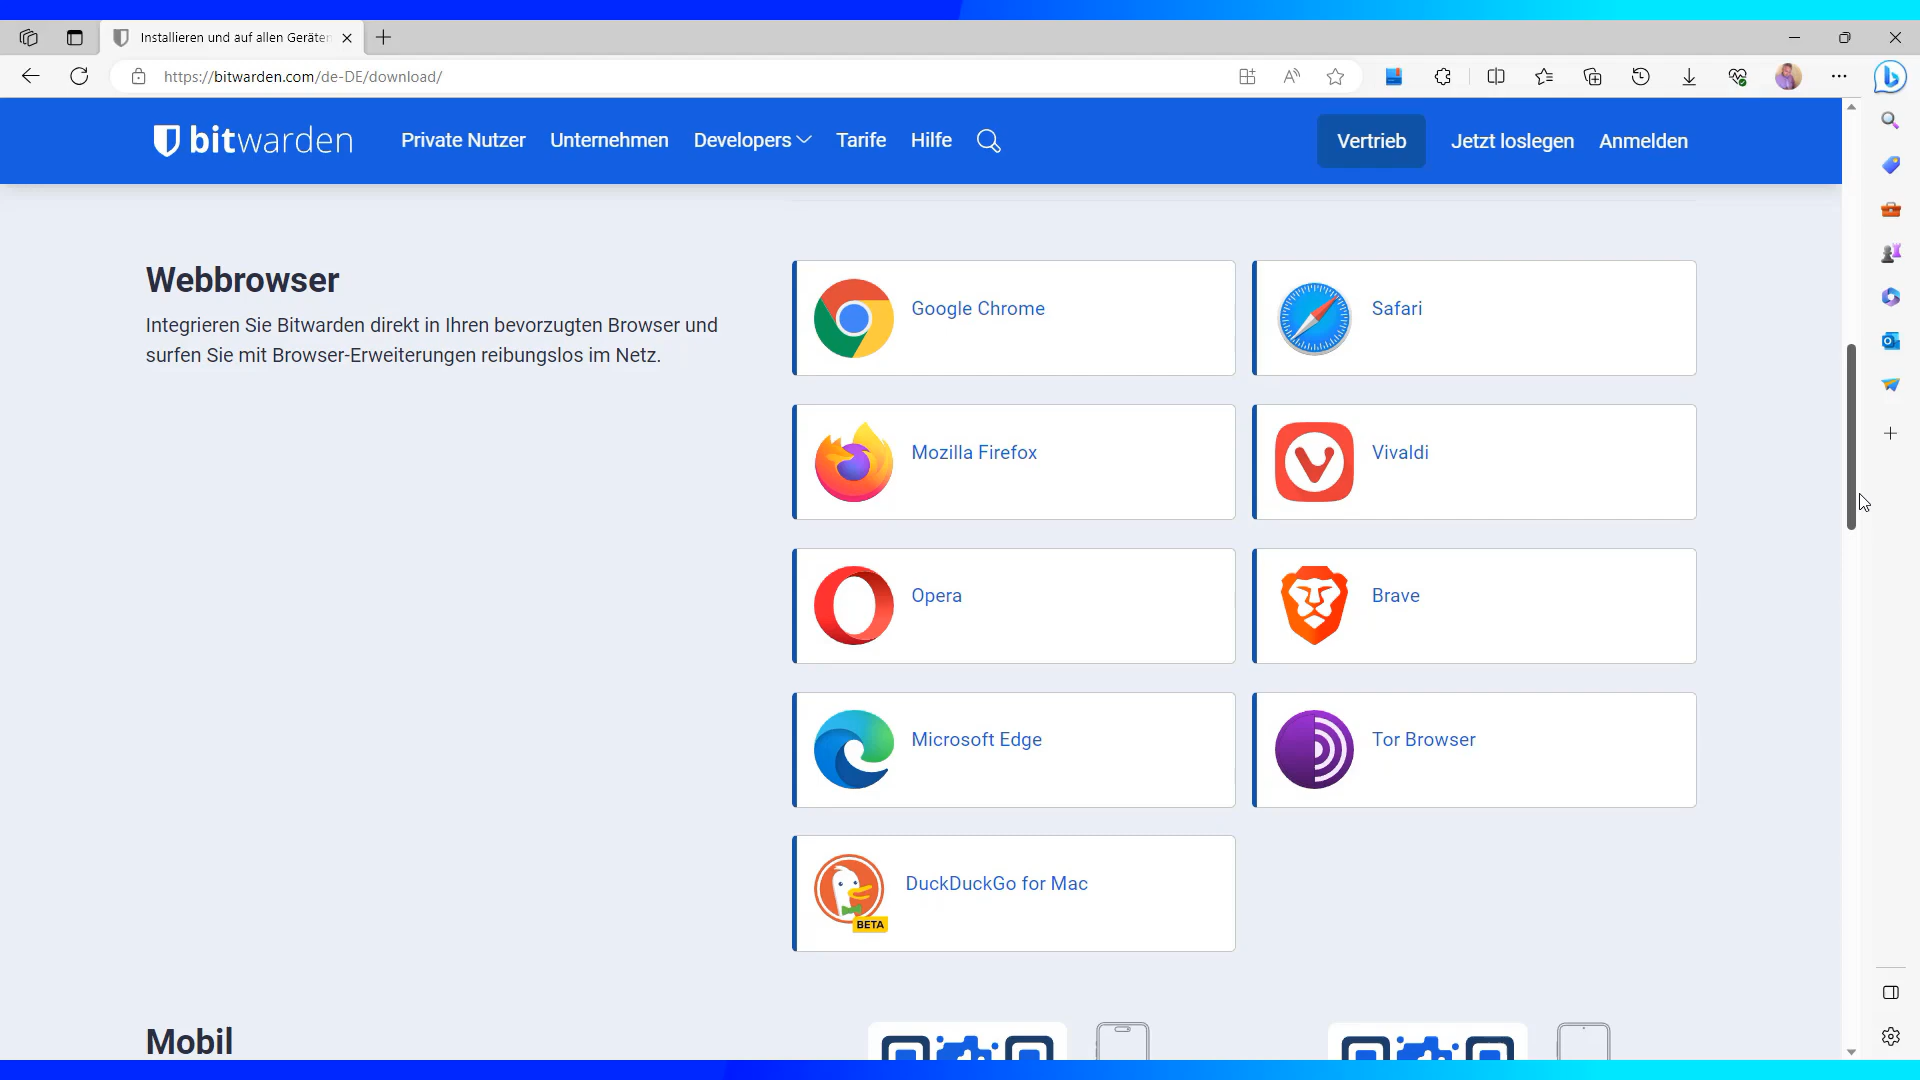 Installieren und auf allen Geräten
https://bitwarden.com/de-DE/download/
bitwarden
Private Nutzer
Unternehmen
Developers
Tarife
Hilfe
Vertrieb
Jetzt loslegen
Anmelden
Webbrowser
Integrieren Sie Bitwarden direkt in Ihren bevorzugten Browser und
surfen Sie mit Browser-Erweiterungen reibungslos im Netz.
Google Chrome
Safari
Mozilla Firefox
Vivaldi
Opera
Brave
Microsoft Edge
Tor Browser
DuckDuckGo for Mac
BETA
Mobil